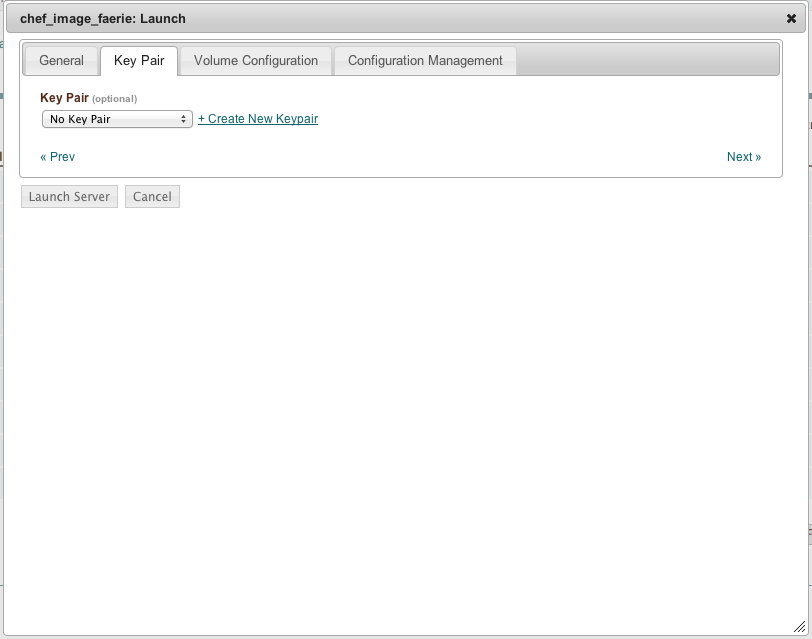 chef_image_faerie: Launch
General Key Pair Volume Configuration Configuration Management
Key Pair (optional)
No Key Pair + Create New Keypair
« Prev Next »
Launch Server Cancel